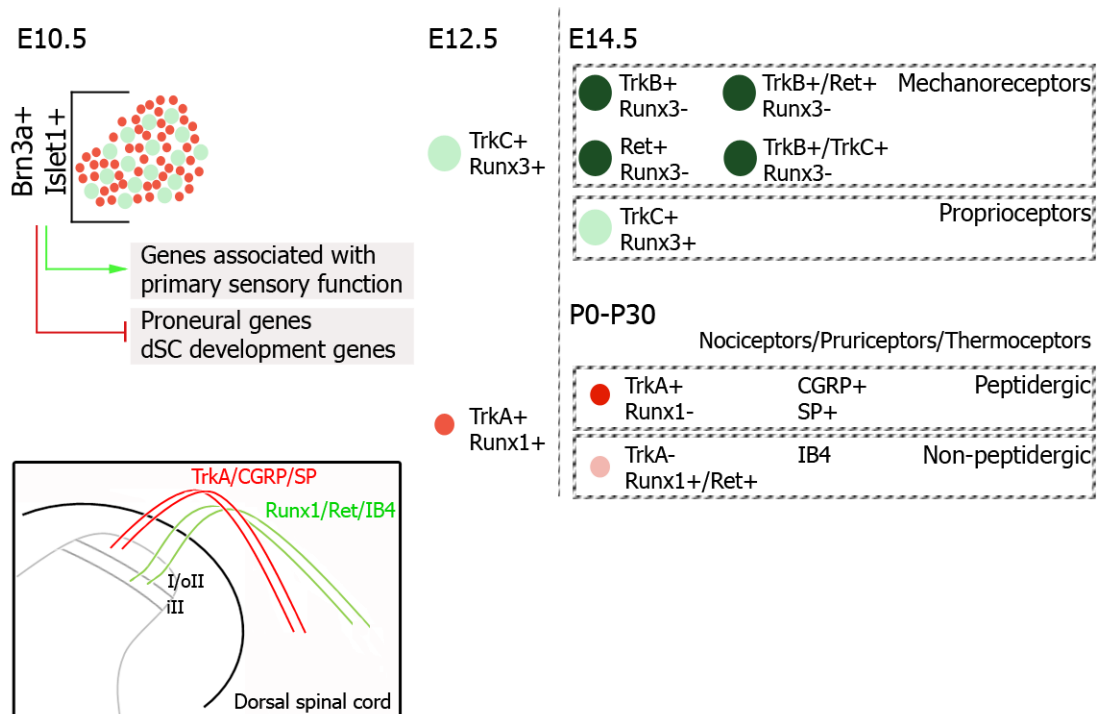 E10.5
Brn3a+
Islet1+
Genes associated with
primary sensory function
Proneural genes
dSC development genes
E12.5
TrkC+
Runx3+
TrkA+
Runx1+
E14.5
TrkB+
Runx3-
TrkB+/Ret+
Runx3-
Mechanoreceptors
Ret+
Runx3-
TrkB+/TrkC+
Runx3-
TrkC+
Runx3+
Proprioceptors
P0-P30
Nociceptors/Pruriceptors/Thermoceptors
TrkA+
Runx1-
CGRP+
SP+
Peptidergic
TrkA-
Runx1+/Ret+
IB4
Non-peptidergic
TrkA/CGRP/SP
Runx1/Ret/IB4
I/oII
iII
Dorsal spinal cord